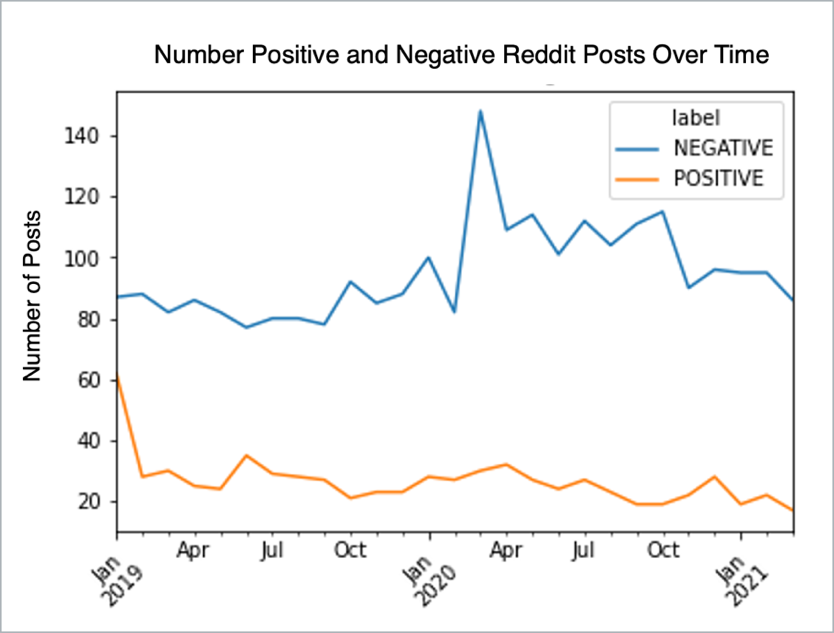 Number Positive and Negative Reddit Posts Over Time
label
NEGATIVE
POSITIVE
Number of Posts
140
120
100
80
60
40
20
Jan
2019
Apr
Jul
Oct
Jan
2020
Apr
Jul
Oct
Jan
2021